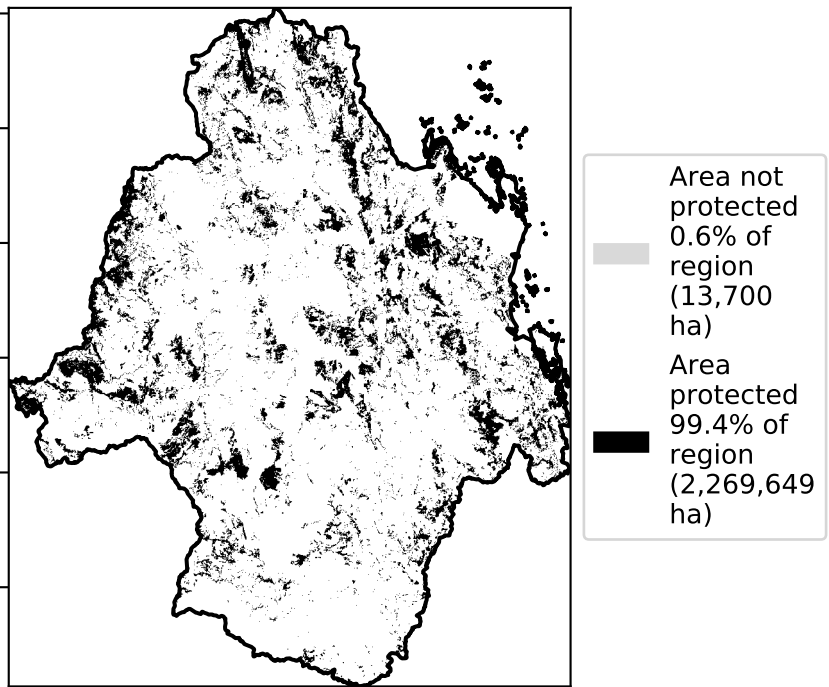 Area not
protected
0.6% of
region
(13,700
ha)
Area
protected
99.4% of
region
(2,269,649
ha)